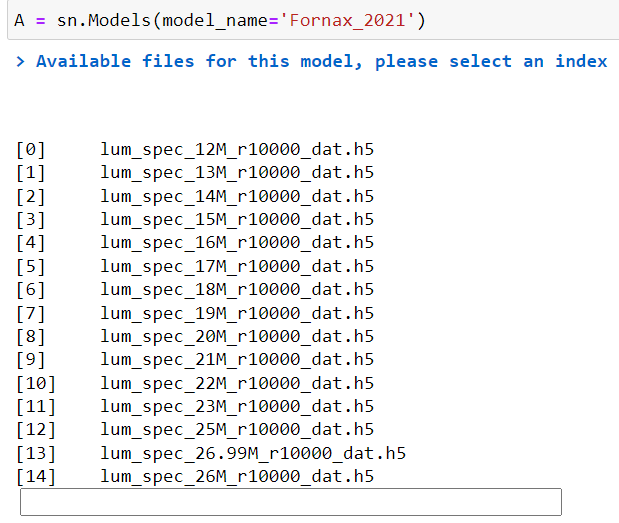 A = sn.Models(model_name='Fornax_2021')
> Available files for this model, please select an index
[0] lum_spec_12M_r10000_dat.h5
[1] lum_spec_13M_r10000_dat.h5
[2] lum_spec_14M_r10000_dat.h5
[3] lum_spec_15M_r10000_dat.h5
[4] lum_spec_16M_r10000_dat.h5
[5] lum_spec_17M_r10000_dat.h5
[6] lum_spec_18M_r10000_dat.h5
[7] lum_spec_19M_r10000_dat.h5
[8] lum_spec_20M_r10000_dat.h5
[9] lum_spec_21M_r10000_dat.h5
[10] lum_spec_22M_r10000_dat.h5
[11] lum_spec_23M_r10000_dat.h5
[12] lum_spec_25M_r10000_dat.h5
[13] lum_spec_26.99M_r10000_dat.h5
[14] lum_spec_26M_r10000_dat.h5